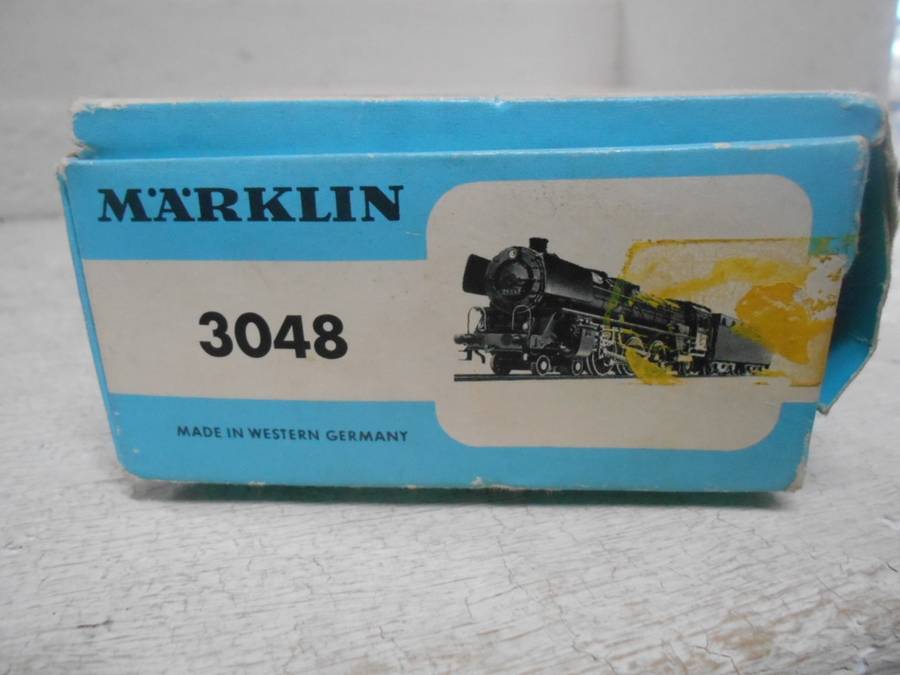 MÄRKLIN
3048
MADE IN WESTERN GERMANY